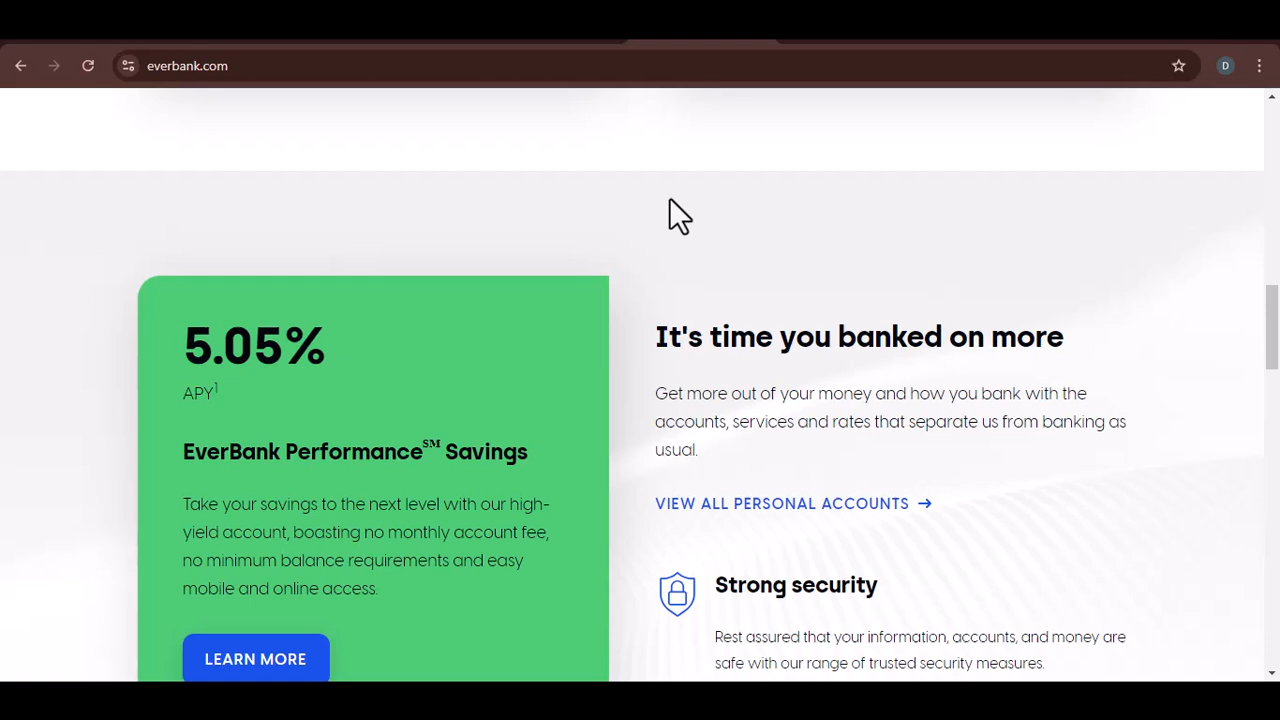 everbank.com
D
5.05%
APY1
EverBank Performance℠ Savings
Take your savings to the next level with our high-
yield account, boasting no monthly account fee,
no minimum balance requirements and easy
mobile and online access.
LEARN MORE
It's time you banked on more
Get more out of your money and how you bank with the
accounts, services and rates that separate us from banking as
usual.
VIEW ALL PERSONAL ACCOUNTS →
Strong security
Rest assured that your information, accounts, and money are
safe with our range of trusted security measures.